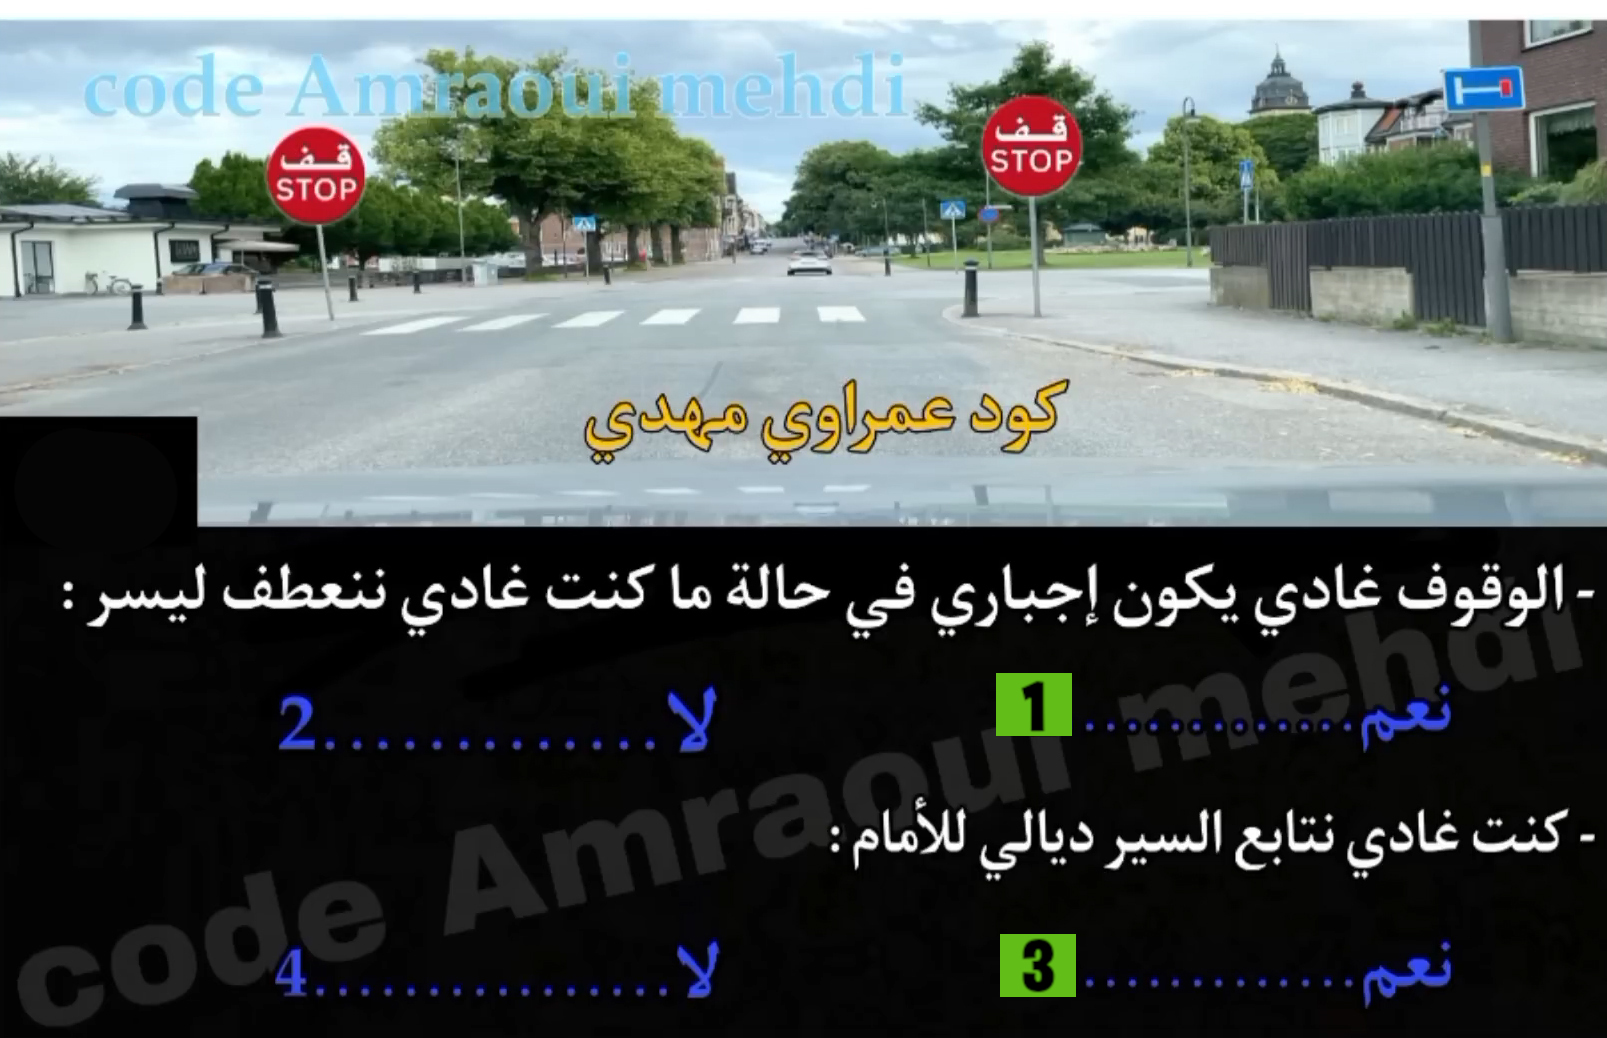 code Amraoui mehdi
قف
STOP
قف
STOP
كود عمراوي مهدي
- الوقوف غادي يكون إجباري في حالة ما كنت غادي ننعطف ليسر :
نعم.............1
لا.............2
- كنت غادي نتابع السير ديالي للأمام :
نعم.............3
لا................4
code Amraoui mehdi